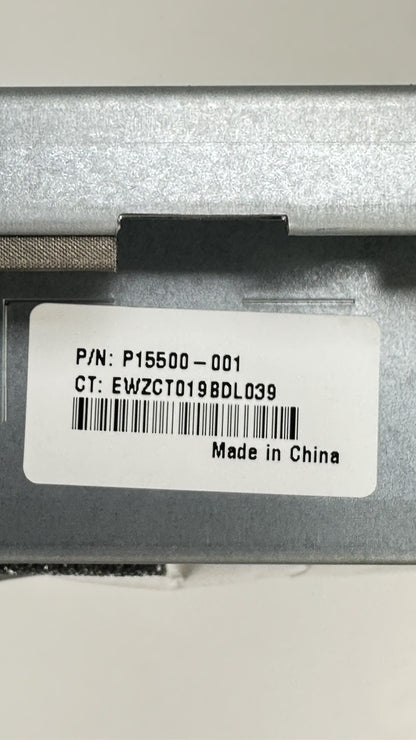 P/N: P15500-001
CT: EWZCT019BDL039
Made in China